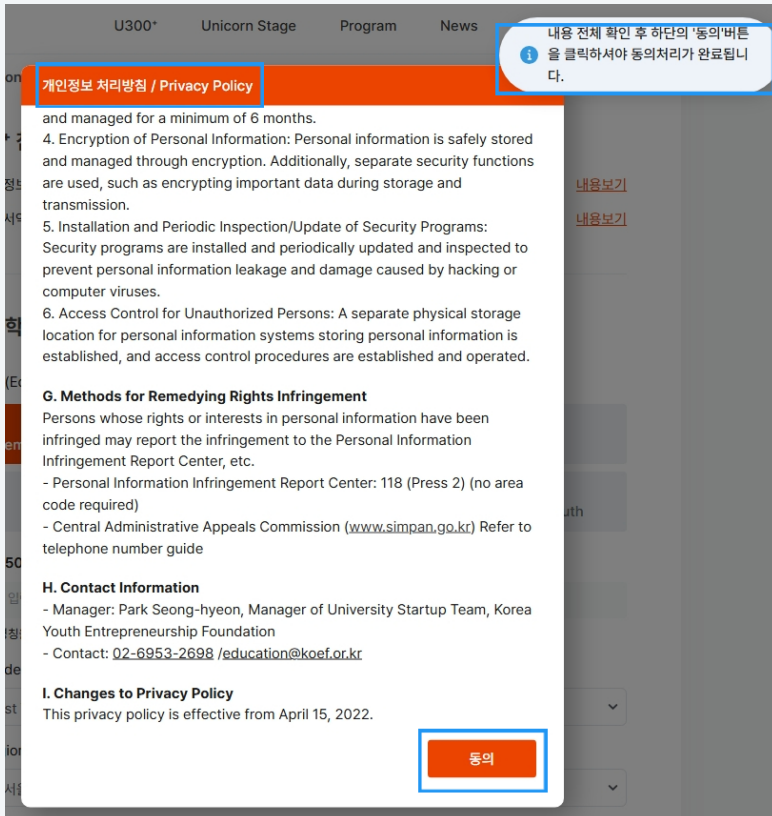 U300⁺ Unicorn Stage Program News
내용 전체 확인 후 하단의 '동의'버튼
을 클릭하셔야 동의처리가 완료됩니
다.
개인정보 처리방침 / Privacy Policy
and managed for a minimum of 6 months.
4. Encryption of Personal Information: Personal information is safely stored
and managed through encryption. Additionally, separate security functions
are used, such as encrypting important data during storage and
transmission.
5. Installation and Periodic Inspection/Update of Security Programs:
Security programs are installed and periodically updated and inspected to
prevent personal information leakage and damage caused by hacking or
computer viruses.
6. Access Control for Unauthorized Persons: A separate physical storage
location for personal information systems storing personal information is
established, and access control procedures are established and operated.
내용보기
내용보기
G. Methods for Remedying Rights Infringement
Persons whose rights or interests in personal information have been
infringed may report the infringement to the Personal Information
Infringement Report Center, etc.
- Personal Information Infringement Report Center: 118 (Press 2) (no area
code required)
- Central Administrative Appeals Commission (www.simpan.go.kr) Refer to
telephone number guide
H. Contact Information
- Manager: Park Seong-hyeon, Manager of University Startup Team, Korea
Youth Entrepreneurship Foundation
- Contact: 02-6953-2698 /education@koef.or.kr
I. Changes to Privacy Policy
This privacy policy is effective from April 15, 2022.
동의